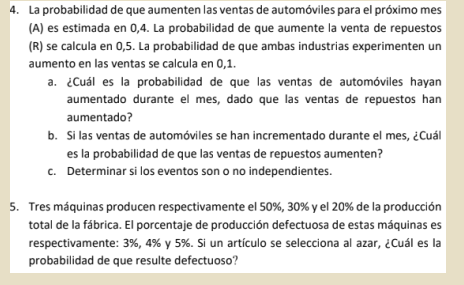 4. La probabilidad de que aumenten las ventas de automóviles para el próximo mes
(A) es estimada en 0,4. La probabilidad de que aumente la venta de repuestos
(R) se calcula en 0,5. La probabilidad de que ambas industrias experimenten un
aumento en las ventas se calcula en 0,1.
a. ¿Cuál es la probabilidad de que las ventas de automóviles hayan
aumentado durante el mes, dado que las ventas de repuestos han
aumentado?
b. Si las ventas de automóviles se han incrementado durante el mes, ¿Cuál
es la probabilidad de que las ventas de repuestos aumenten?
c. Determinar si los eventos son o no independientes.
5. Tres máquinas producen respectivamente el 50%, 30% y el 20% de la producción
total de la fábrica. El porcentaje de producción defectuosa de estas máquinas es
respectivamente: 3%, 4% y 5%. Si un artículo se selecciona al azar, ¿Cuál es la
probabilidad de que resulte defectuoso?